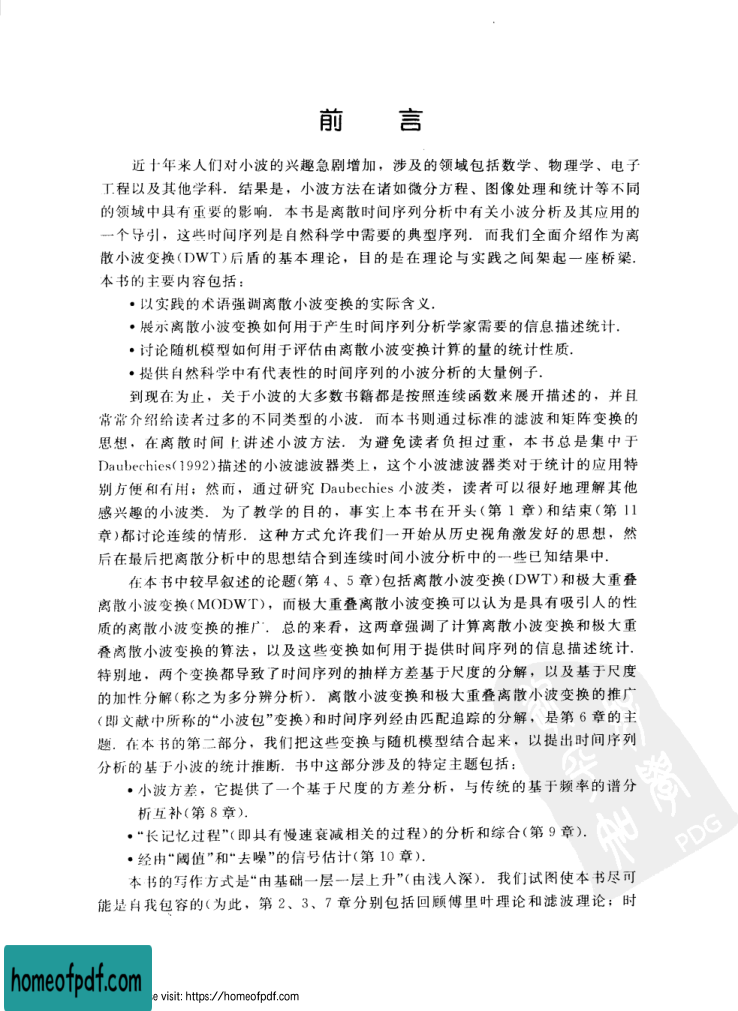 前 言
近十年来人们对小波的兴趣急剧增加，涉及的领域包括数学、物理学、电子
工程以及其他学科．结果是，小波方法在诸如微分方程、图像处理和统计等不同
的领域中具有重要的影响．本书是离散时间序列分析中有关小波分析及其应用的
一个导引，这些时间序列是自然科学中需要的典型序列．而我们全面介绍作为离
散小波变换(DWT)后盾的基本理论，目的是在理论与实践之间架起一座桥梁．
本书的主要内容包括：
•以实践的术语强调离散小波变换的实际含义．
•展示离散小波变换如何用于产生时间序列分析学家需要的信息描述统计．
•讨论随机模型如何用于评估由离散小波变换计算的量的统计性质．
•提供自然科学中有代表性的时间序列的小波分析的大量例子．
到现在为止，关于小波的大多数书籍都是按照连续函数来展开描述的，并且
常常介绍给读者过多的不同类型的小波．而本书则通过标准的滤波和矩阵变换的
思想，在离散时间上讲述小波方法．为避免读者负担过重，本书总是集中于
Daubechies(1992)描述的小波滤波器类上，这个小波滤波器类对于统计的应用特
别方便和有用；然而，通过研究 Daubechies 小波类，读者可以很好地理解其他
感兴趣的小波类．为了教学的目的，事实上本书在开头(第 1 章)和结束(第 11
章)都讨论连续的情形．这种方式允许我们一开始从历史视角激发好的思想，然
后在最后把离散分析中的思想结合到连续时间小波分析中的一些已知结果中．
在本书中较早叙述的论题(第 4、5 章)包括离散小波变换(DWT)和极大重叠
离散小波变换(MODWT)，而极大重叠离散小波变换可以认为是具有吸引人的性
质的离散小波变换的推广．总的来看，这两章强调了计算离散小波变换和极大重
叠离散小波变换的算法，以及这些变换如何用于提供时间序列的信息描述统计．
特别地，两个变换都导致了时间序列的抽样方差基于尺度的分解，以及基于尺度
的加性分解(称之为多分辨分析)．离散小波变换和极大重叠离散小波变换的推广
(即文献中所称的“小波包”变换)和时间序列经由匹配追踪的分解，是第 6 章的主
题．在本书的第二部分，我们把这些变换与随机模型结合起来，以提出时间序列
分析的基于小波的统计推断．书中这部分涉及的特定主题包括：
•小波方差，它提供了一个基于尺度的方差分析，与传统的基于频率的谱分
析互补(第 8 章)．
•“长记忆过程”(即具有慢速衰减相关的过程)的分析和综合(第 9 章)．
•经由“阈值”和“去噪”的信号估计(第 10 章)．
本书的写作方式是“由基础一层一层上升”(由浅入深)．我们试图使本书尽可
能是自我包容的(为此，第 2、3、7 章分别包括回顾傅里叶理论和滤波理论；时
PDG
homeofpdf.com
e visit: https://homeofpdf.com